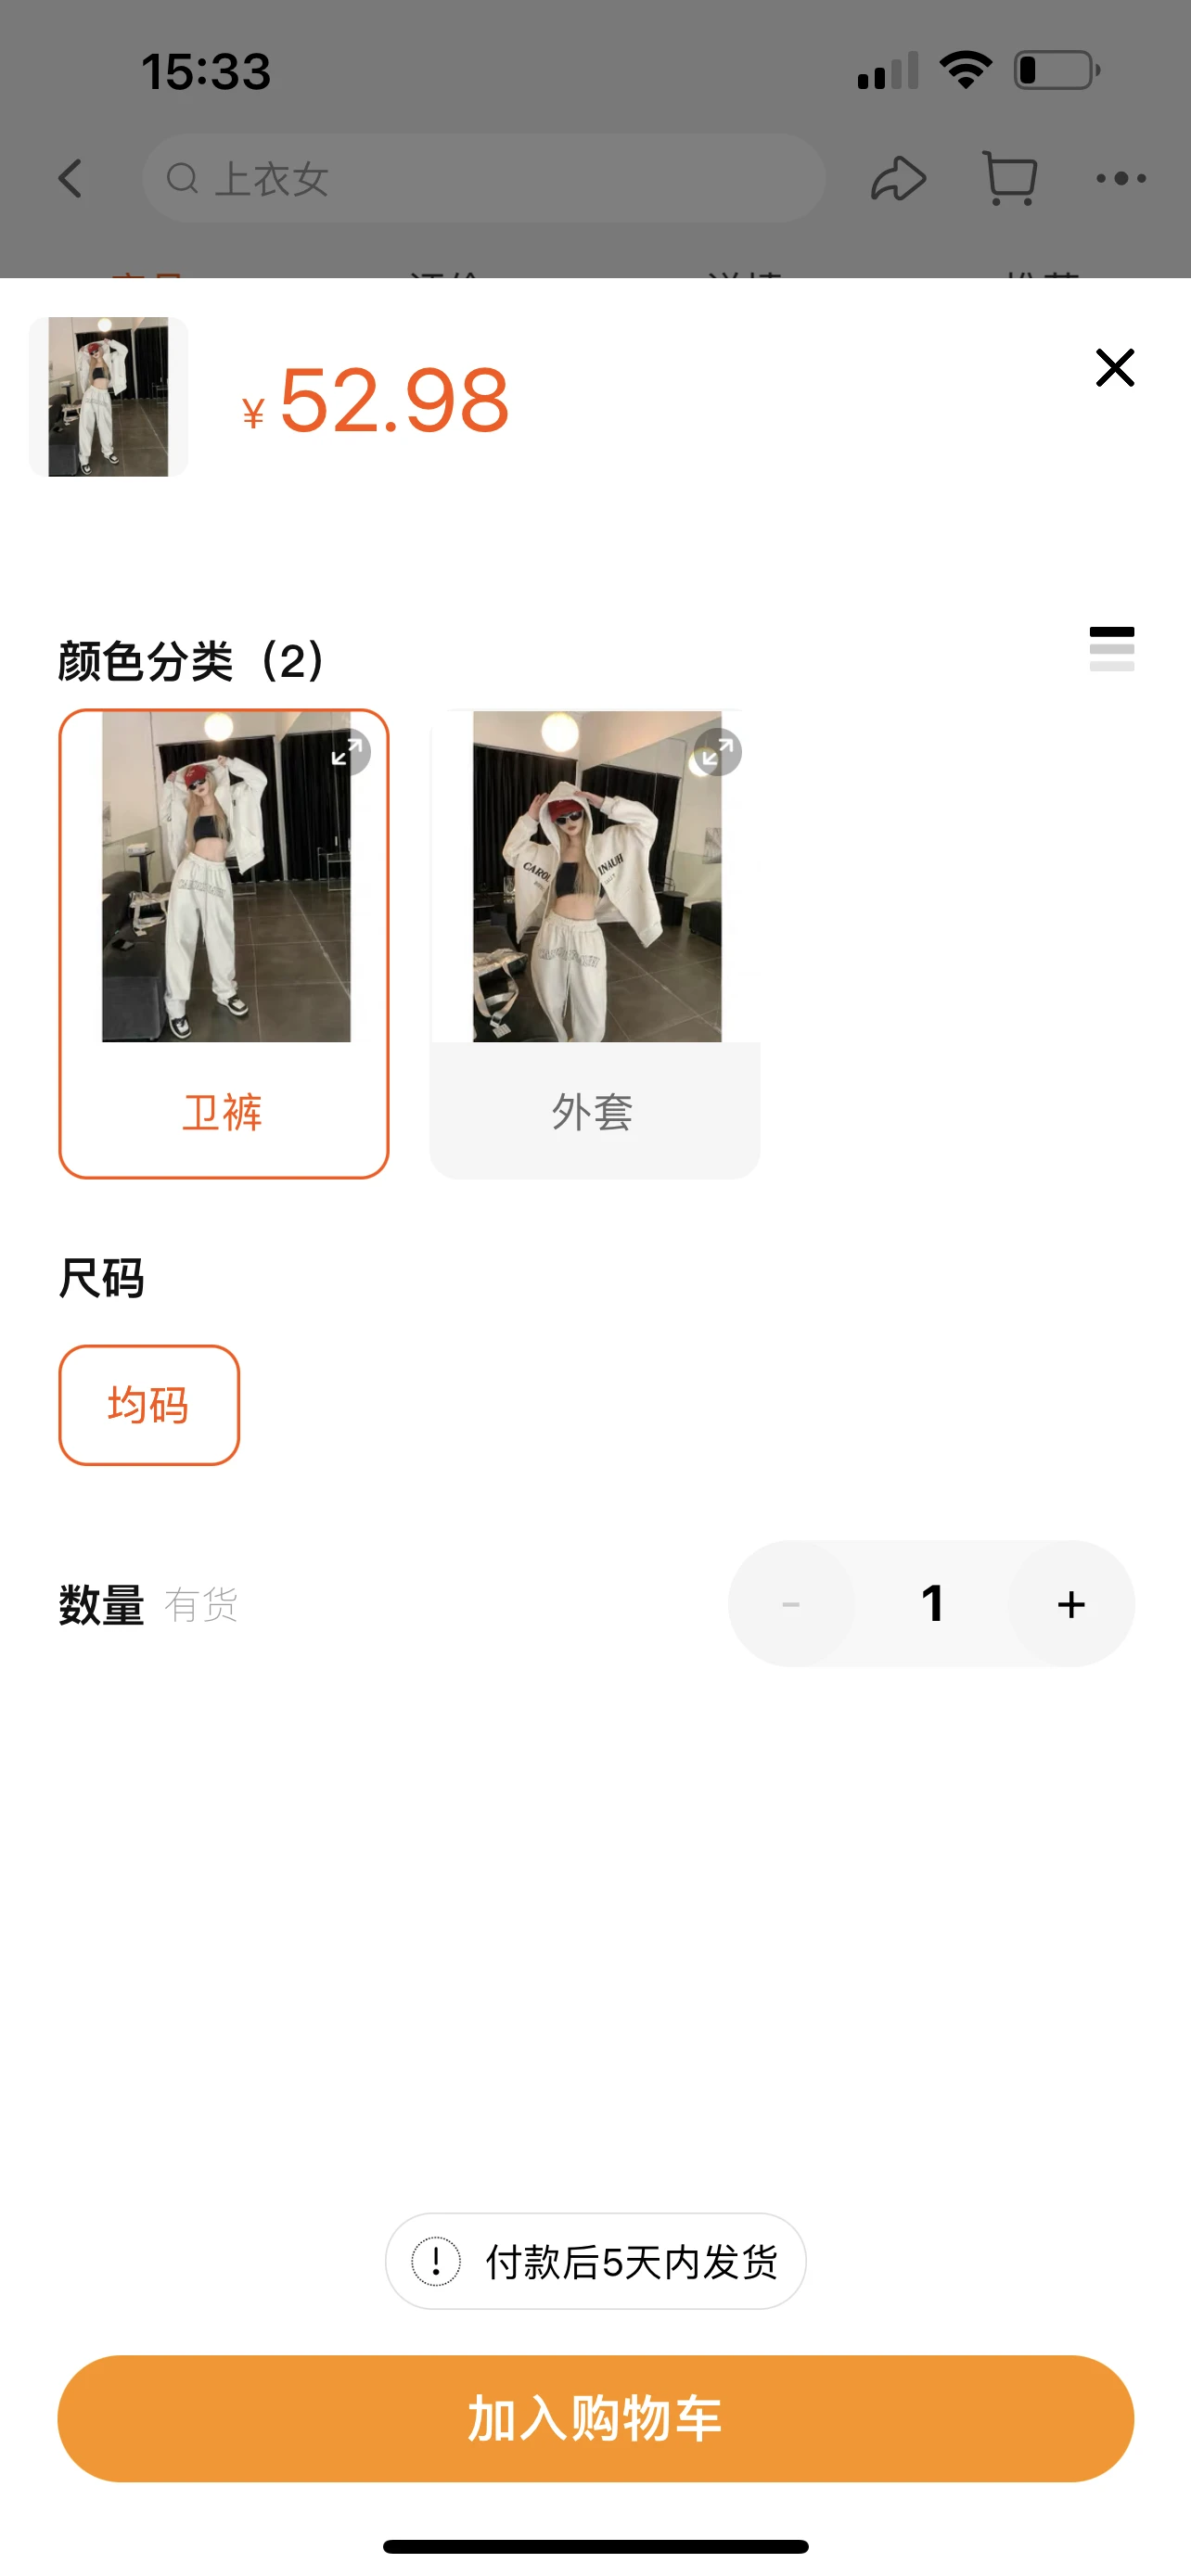 15:33
上衣女
¥52.98
颜色分类（2）
卫裤
外套
尺码
均码
数量 有货
- 1 +
付款后5天内发货
加入购物车